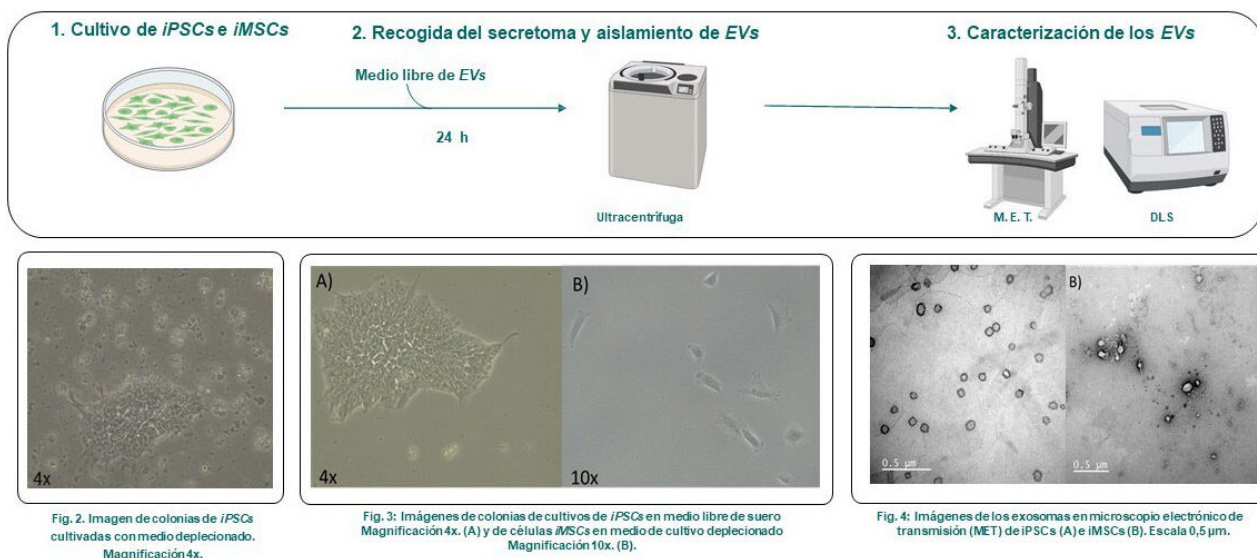 1. Cultivo de iPSCs e iMSCs
2. Recogida del secretoma y aislamiento de EVs
3. Caracterización de los EVs
Medio libre de EVs
24 h
Ultracentrífuga
M. E. T.
DLS
4x
A)
4x
B)
10x
0.5 µm
B)
0.5 µm
Fig. 2. Imagen de colonias de iPSCs
cultivadas con medio deplecionado.
Magnificación 4x.
Fig. 3: Imágenes de colonias de cultivos de iPSCs en medio libre de suero
Magnificación 4x. (A) y de células iMSCs en medio de cultivo deplecionado
Magnificación 10x. (B).
Fig. 4: Imágenes de los exosomas en microscopio electrónico de
transmisión (MET) de iPSCs (A) e iMSCs (B). Escala 0,5 µm.